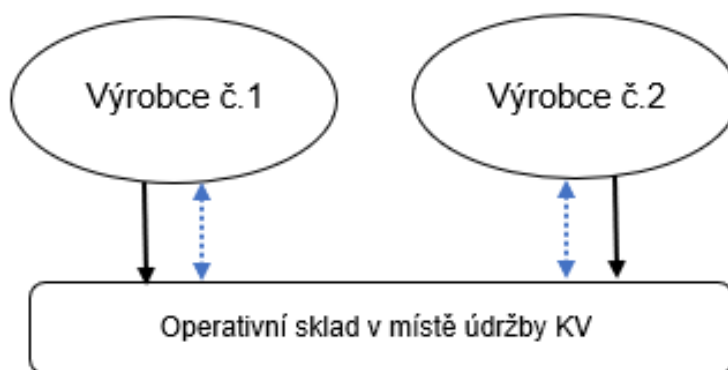 Výrobce č.1
Výrobce č.2
Operativní sklad v místě údržby KV